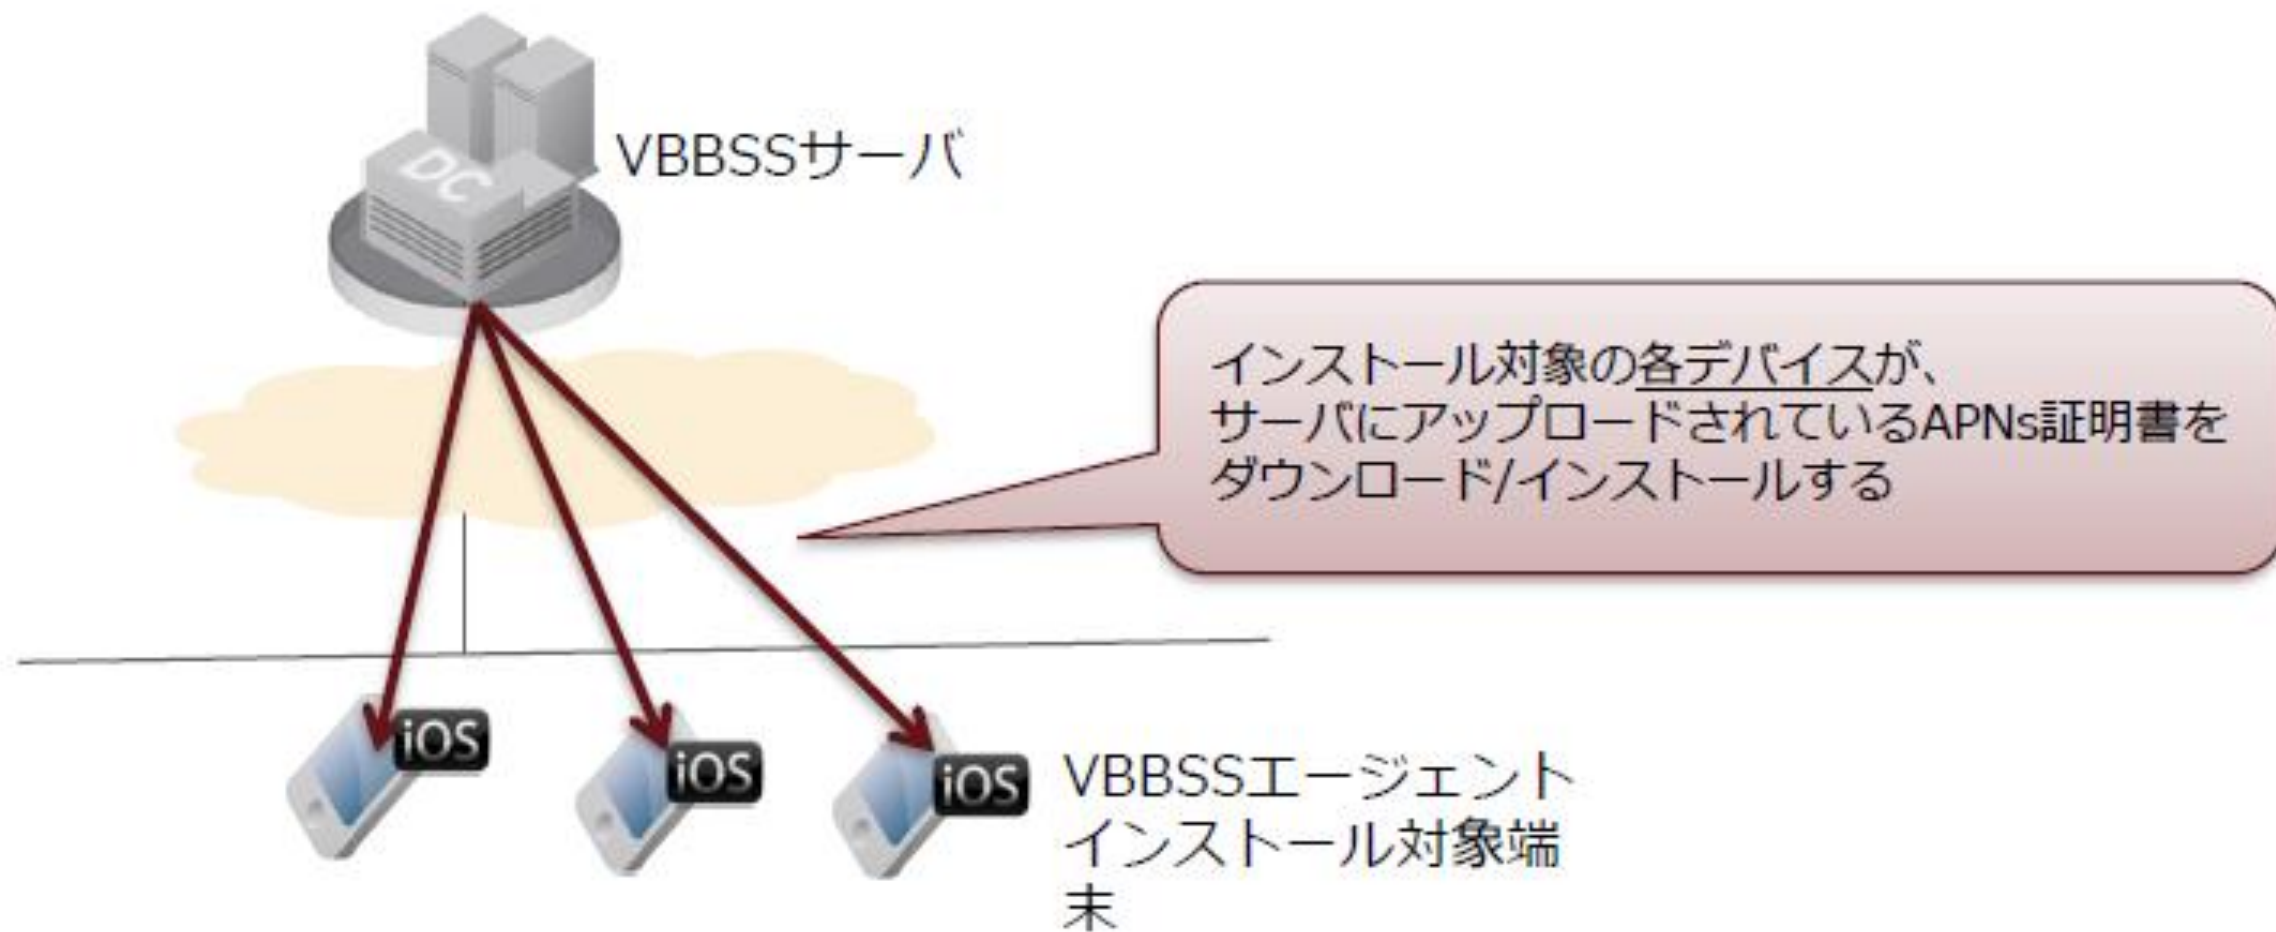 DC
VBBSSサーバ
インストール対象の各デバイスが、
サーバにアップロードされているAPNs証明書を
ダウンロード/インストールする
iOS
iOS
iOS
VBBSSエージェント
インストール対象端
末